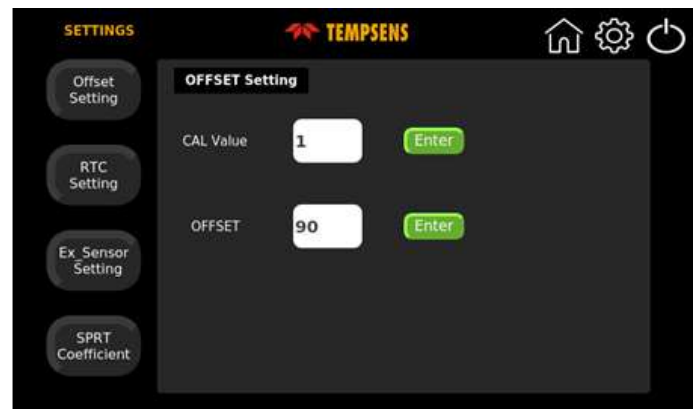 SETTINGS
TEMPSENS
Offset
Setting
OFFSET Setting
CAL Value
1
Enter
RTC
Setting
OFFSET
90
Enter
Ex_Sensor
Setting
SPRT
Coefficient